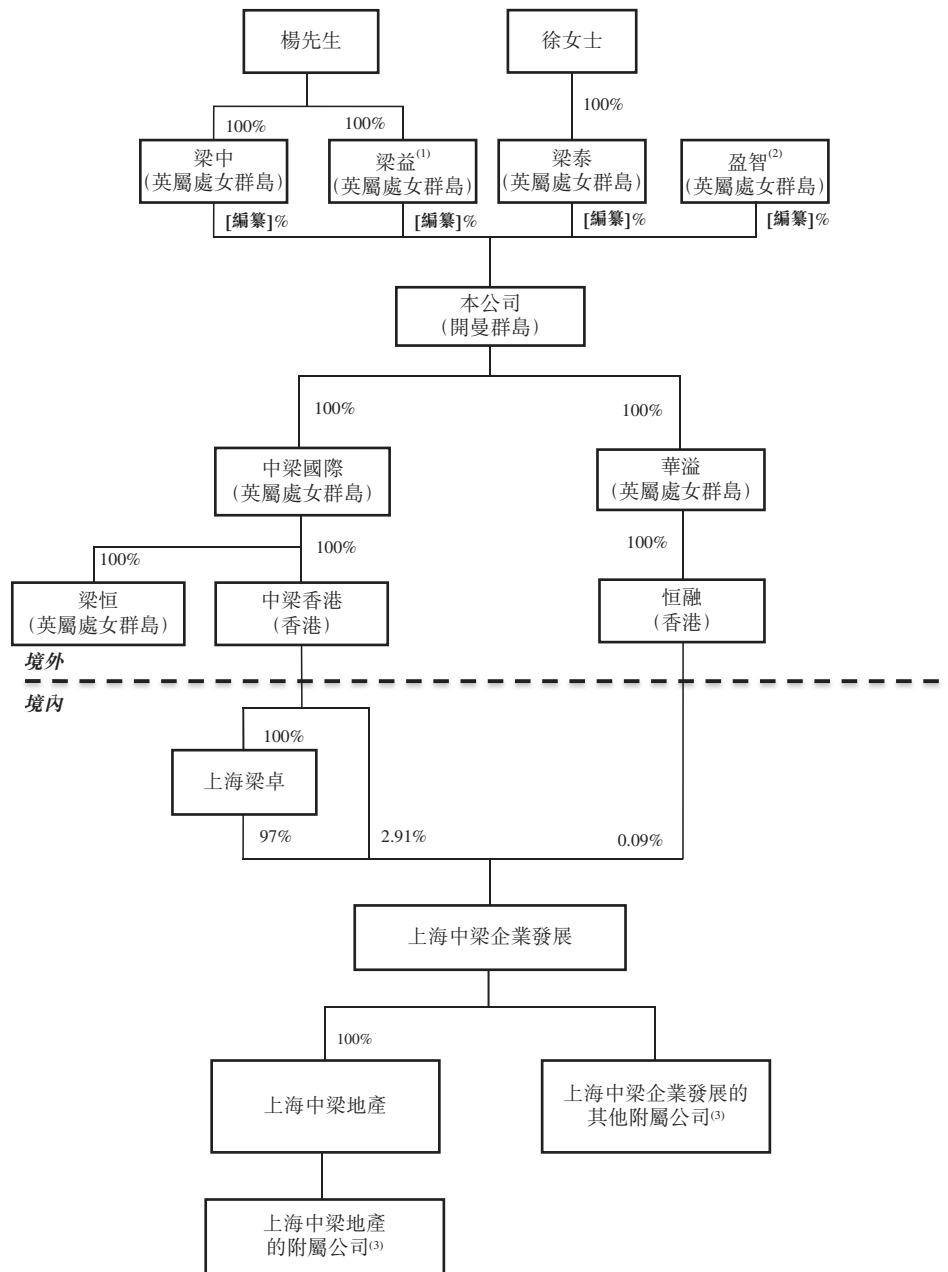 楊先生
徐女士
100%
100%
100%
梁中
(英屬處女群島)
梁益(1)
(英屬處女群島)
梁泰
(英屬處女群島)
盈智(2)
(英屬處女群島)
[編纂]%
[編纂]%
[編纂]%
[編纂]%
本公司
(開曼群島)
100%
100%
中梁國際
(英屬處女群島)
華溢
(英屬處女群島)
100%
100%
100%
梁恒
(英屬處女群島)
中梁香港
(香港)
恒融
(香港)
境外
境內
100%
上海梁卓
97%
2.91%
0.09%
上海中梁企業發展
100%
上海中梁地產
上海中梁企業發展的
其他附屬公司(3)
上海中梁地產
的附屬公司(3)